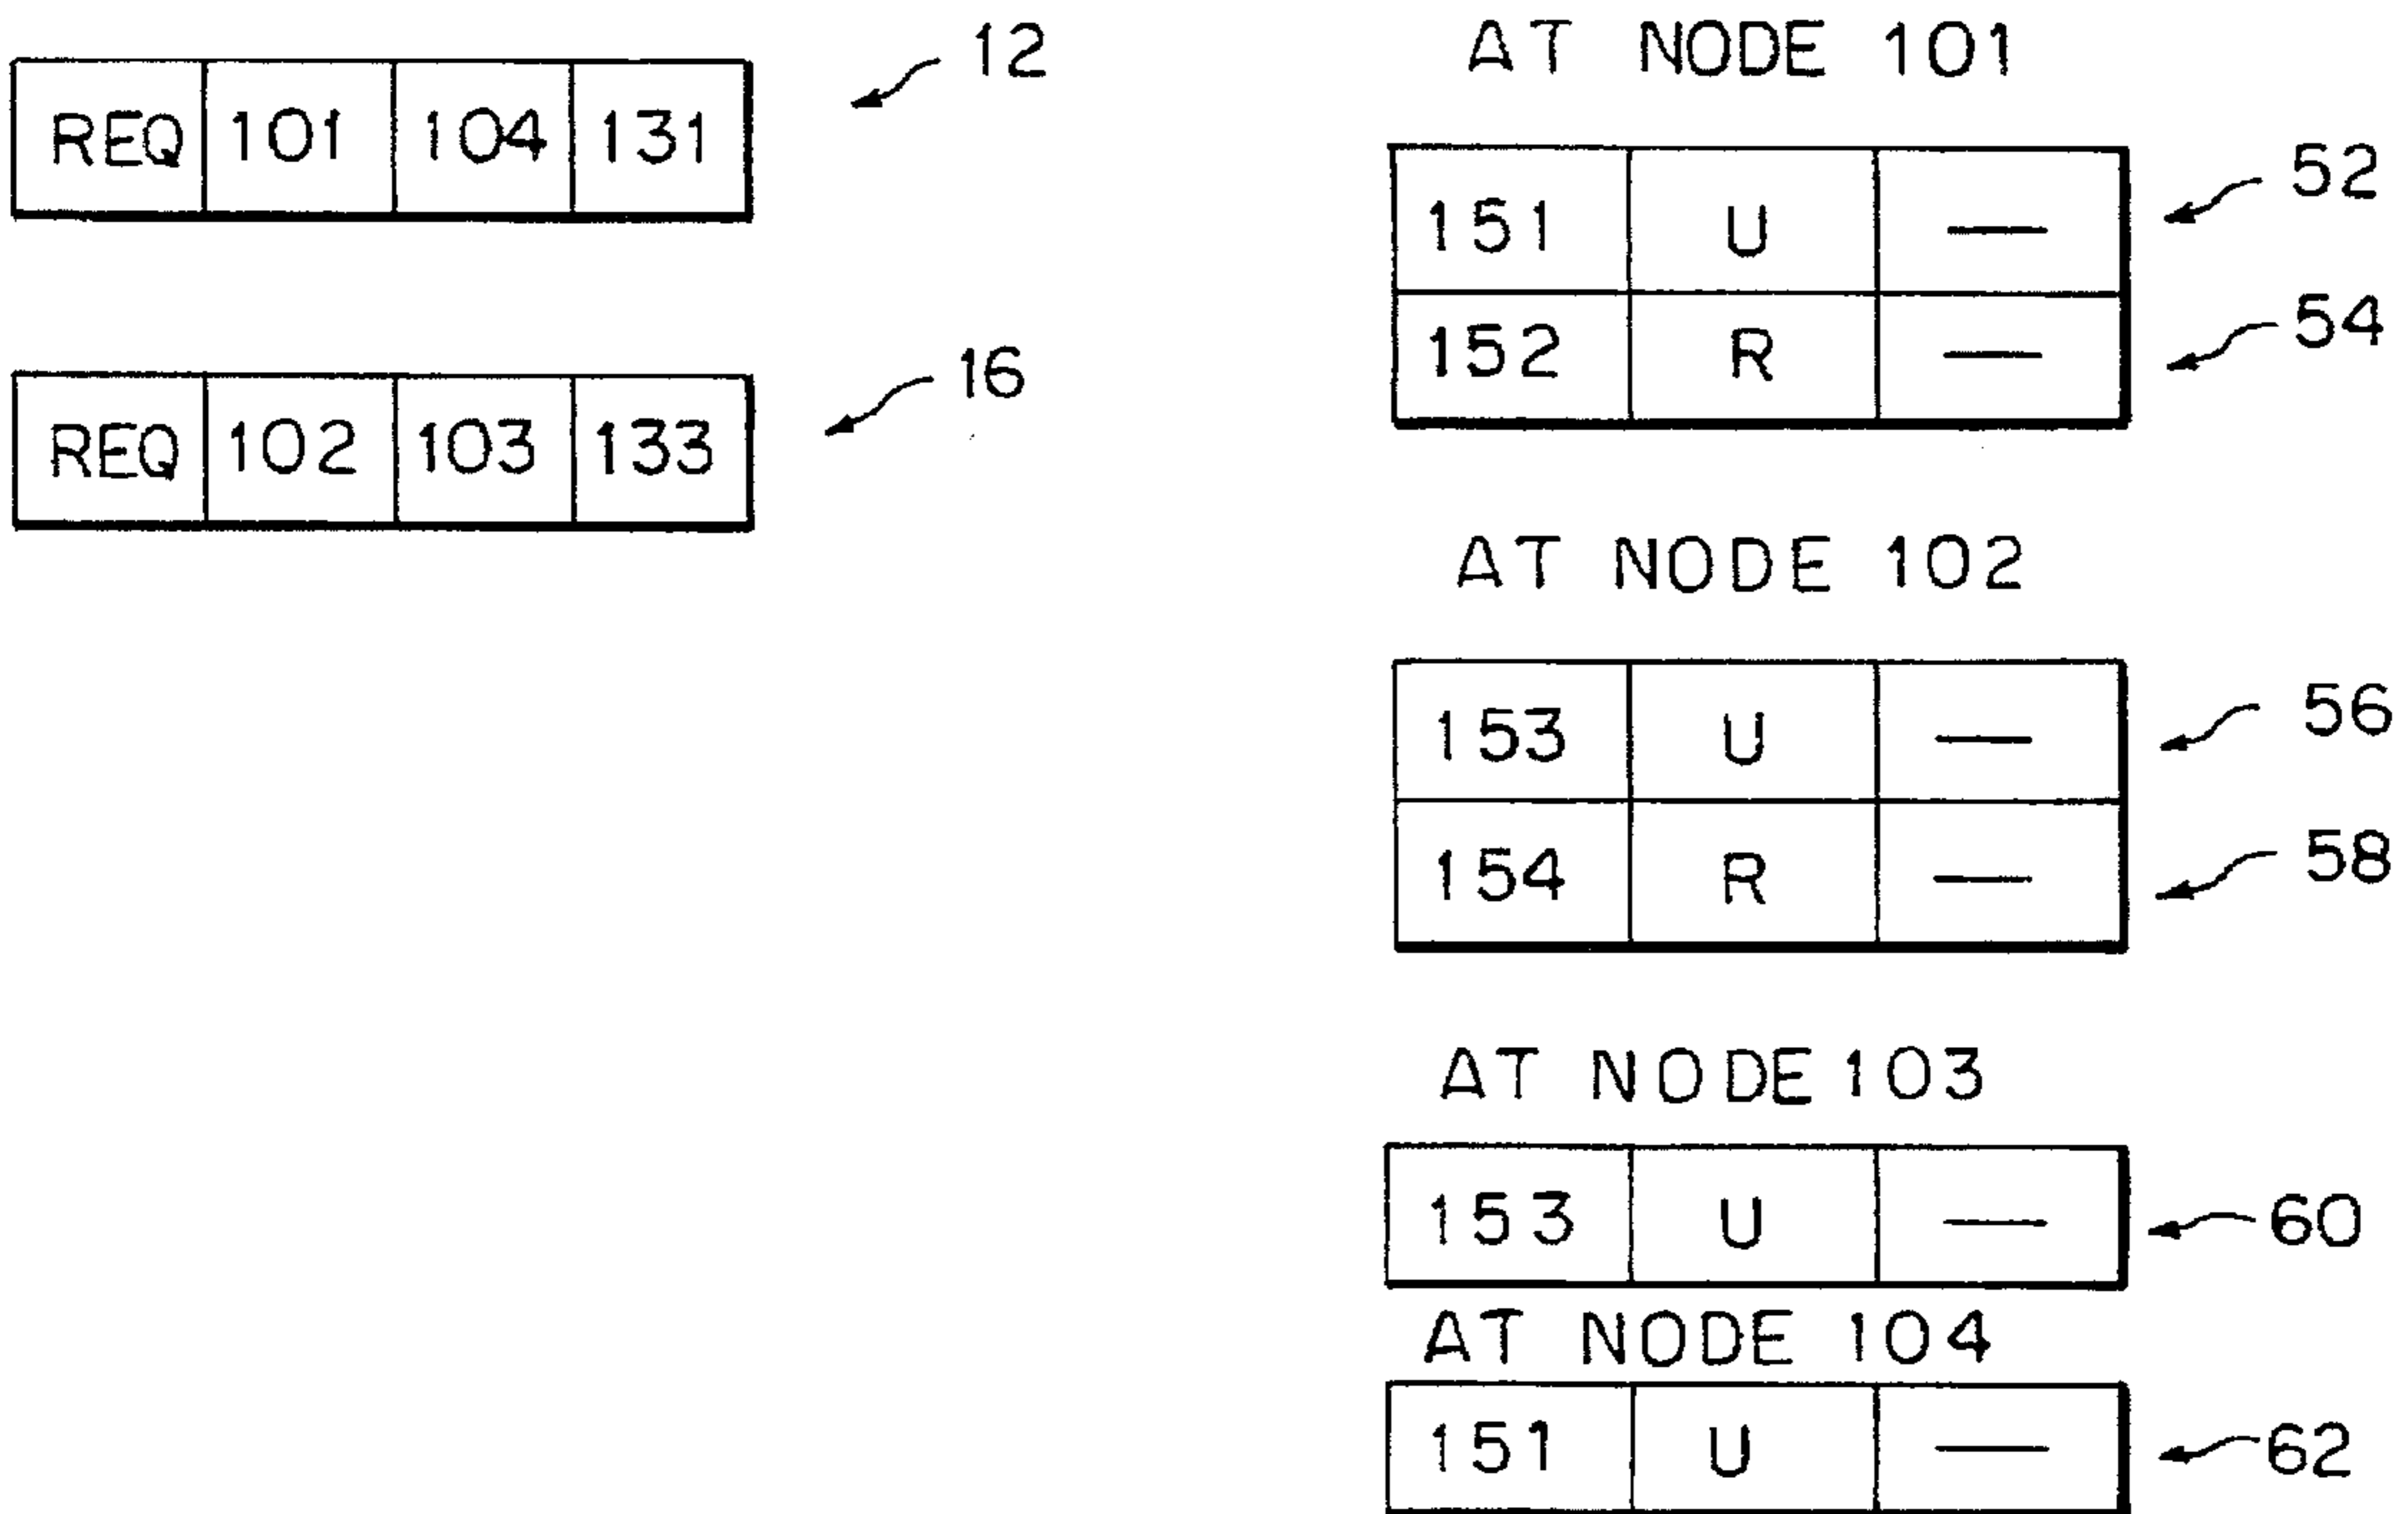 12
REQ 101 104 131
16
REQ 102 103 133
AT NODE 101
151 U — 52
152 R — 54
AT NODE 102
153 U — 56
154 R — 58
AT NODE 103
153 U — 60
AT NODE 104
151 U — 62